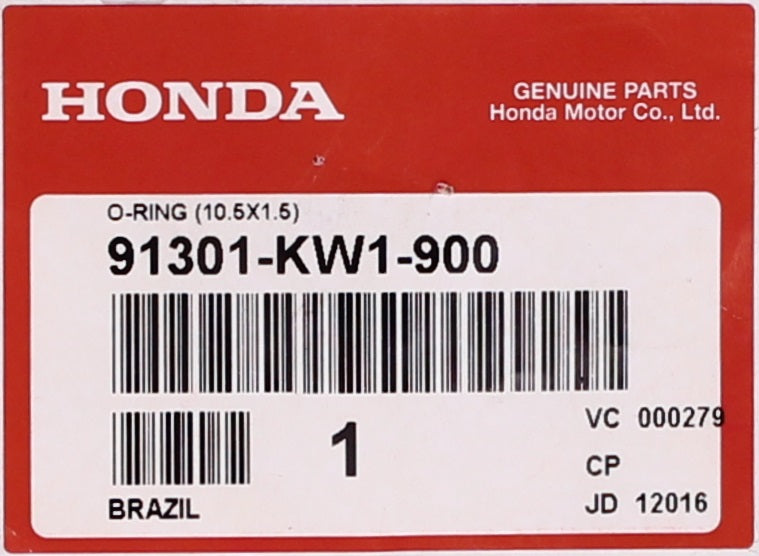 HONDA
GENUINE PARTS
Honda Motor Co., Ltd.
O-RING (10.5X1.5)
91301-KW1-900
1
VC 000279
CP
BRAZIL
JD 12016